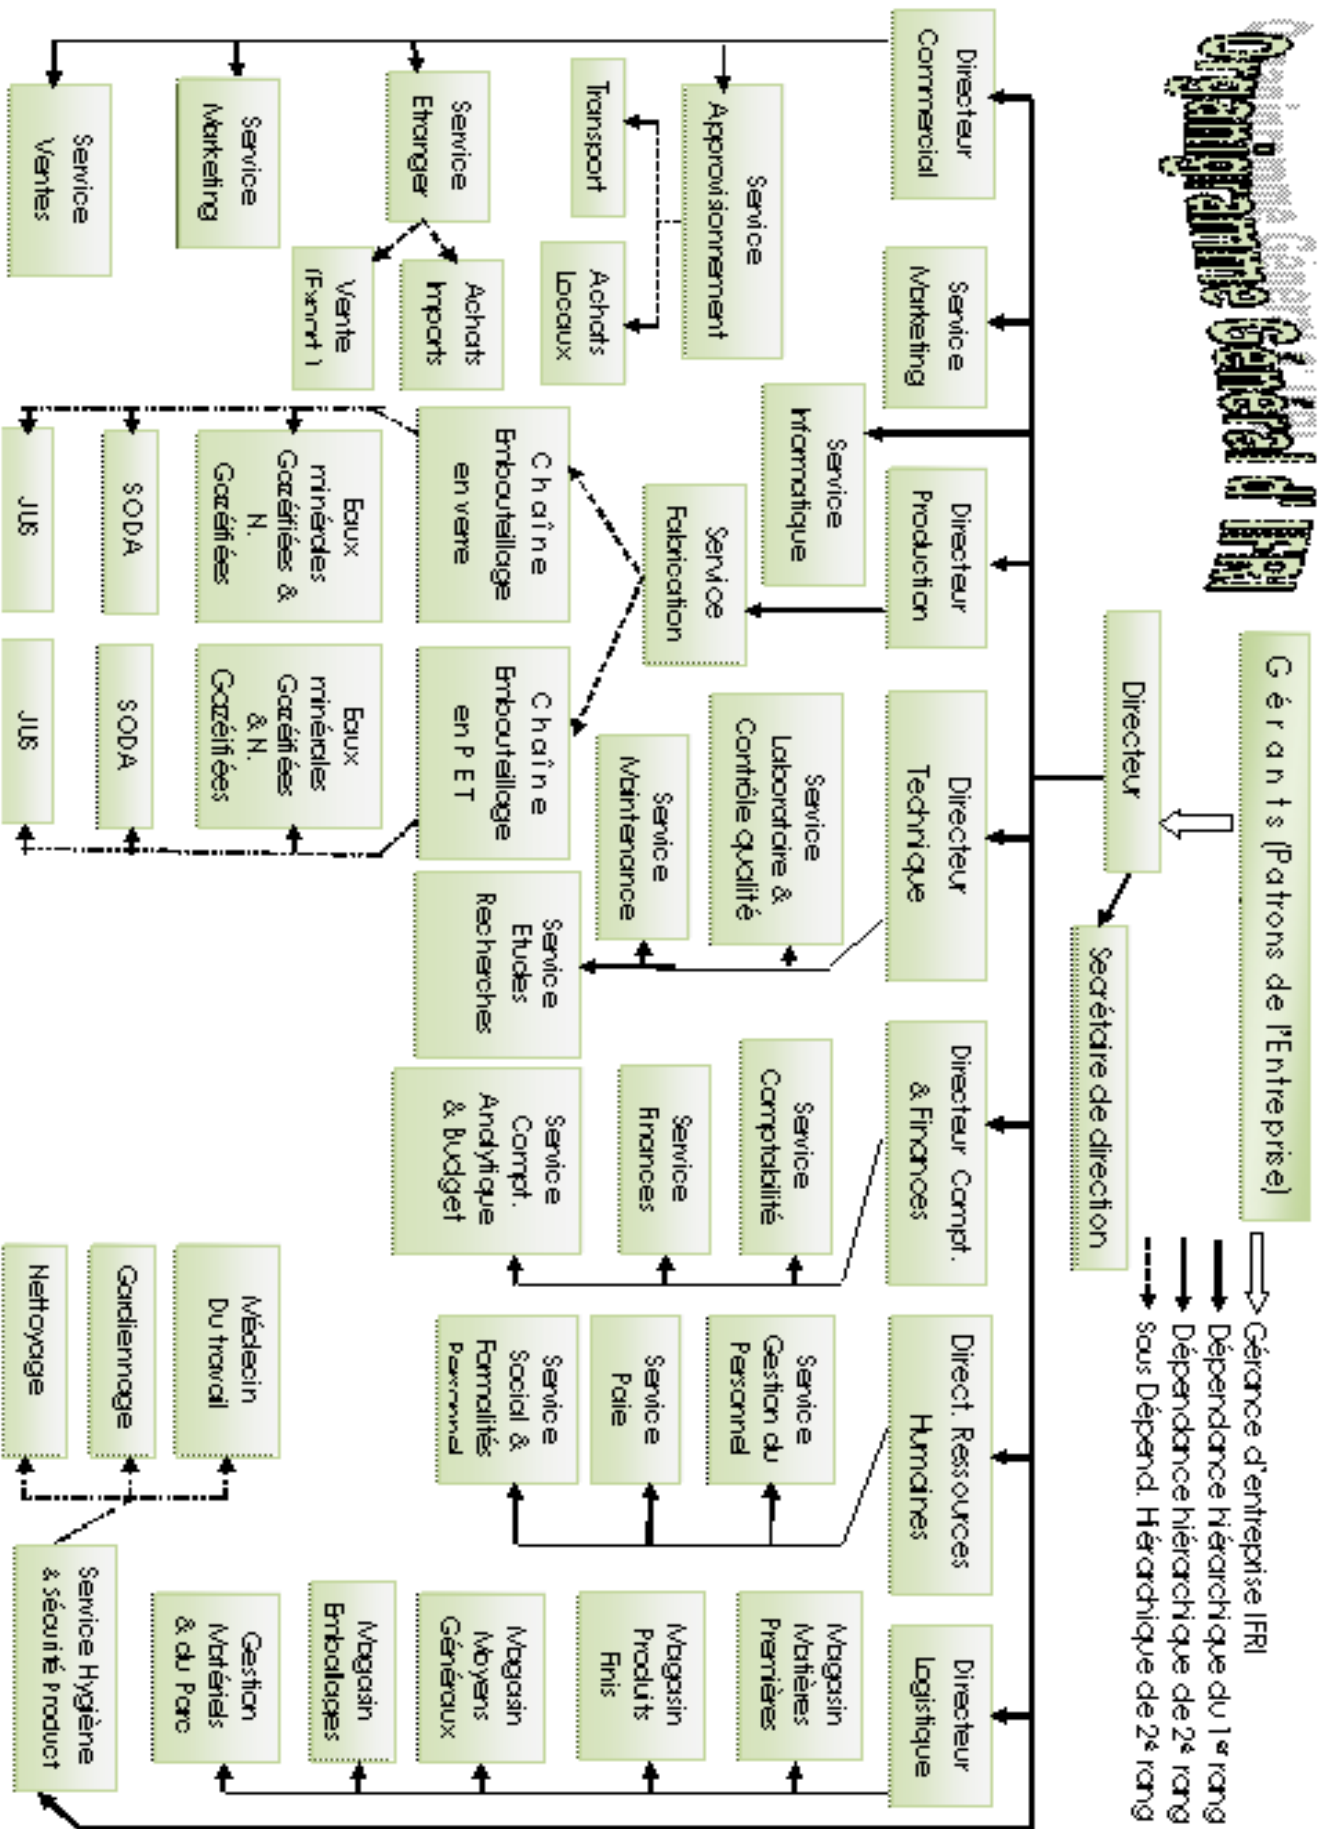 Organigramme Général d'IFRI
Gérants (Patrons de l'Entreprise)
Gérance d'entreprise IFRI
Dépendance hiérarchique du 1er rang
Dépendance hiérarchique de 2e rang
Sous Dépend. Hiérarchique de 2e rang
Directeur
Secrétaire de direction
Directeur
Commercial
Service
Marketing
Service
Informatique
Directeur
Production
Directeur
Technique
Directeur Compt.
& Finances
Direct. Ressources
Humaines
Directeur
Logistique
Service
Approvisionnement
Transport
Achats
Locaux
Service
Etranger
Achats
Imports
Vente
(Export )
Service
Marketing
Service
Ventes
Service
Fabrication
Chaîne
Embouteillage
en verre
Eaux
minérales
Gazéifiées &
N.
Gazéifiées
SODA
JUS
Chaîne
Embouteillage
en PET
Eaux
minérales
Gazéifiées
& N.
Gazéifiées
SODA
JUS
Service
Laboratoire &
Contrôle qualité
Service
Maintenance
Service
Etudes
Recherches
Service
Comptabilité
Service
Finances
Service
Compt.
Analytique
& Budget
Service
Gestion du
Personnel
Service
Paie
Service
Social &
Formalités
Personnel
Magasin
Matières
Premières
Magasin
Produits
Finis
Magasin
Moyens
Généraux
Magasin
Emballages
Gestion
Matériels
& du Parc
Service Hygiène
& sécurité Product
Médecin
Du travail
Gardiennage
Nettoyage